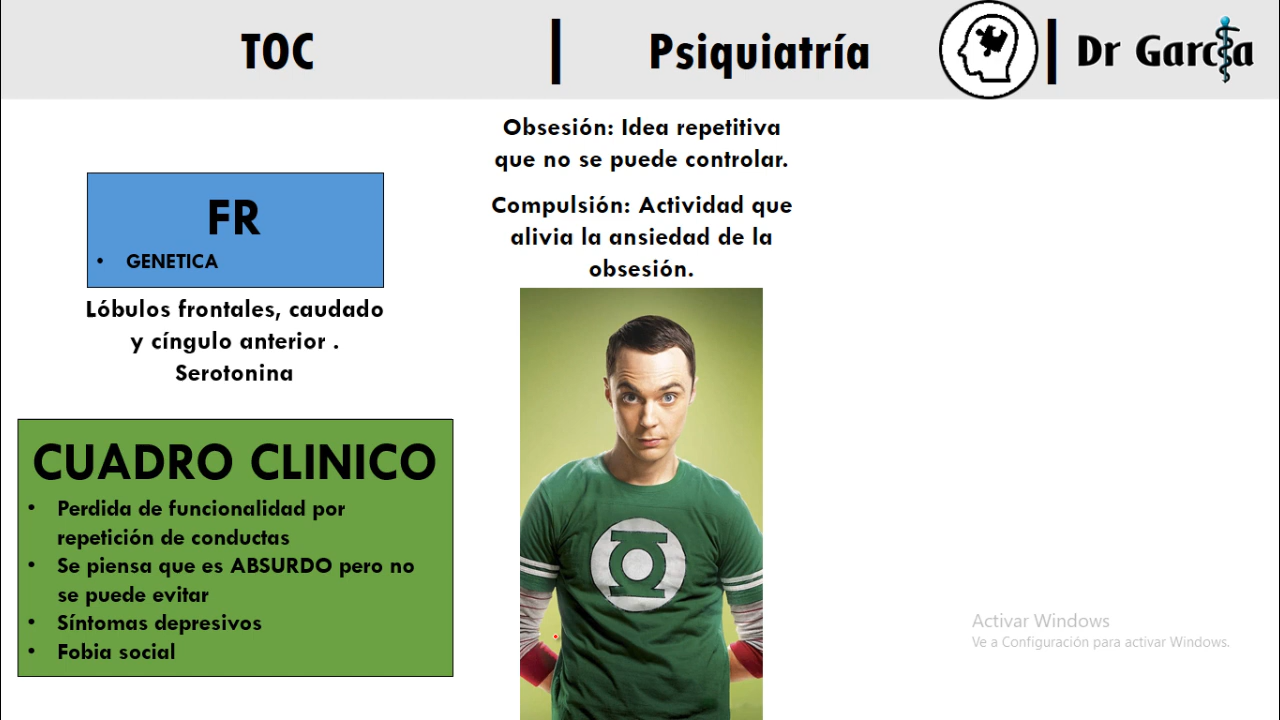 TOC
Psiquiatría
Dr García
Obsesión: Idea repetitiva
que no se puede controlar.
Compulsión: Actividad que
alivia la ansiedad de la
obsesión.
FR
• GENETICA
Lóbulos frontales, caudado
y cíngulo anterior .
Serotonina
CUADRO CLINICO
• Perdida de funcionalidad por
repetición de conductas
• Se piensa que es ABSURDO pero no
se puede evitar
• Síntomas depresivos
• Fobia social
Activar Windows
Ve a Configuración para activar Windows.